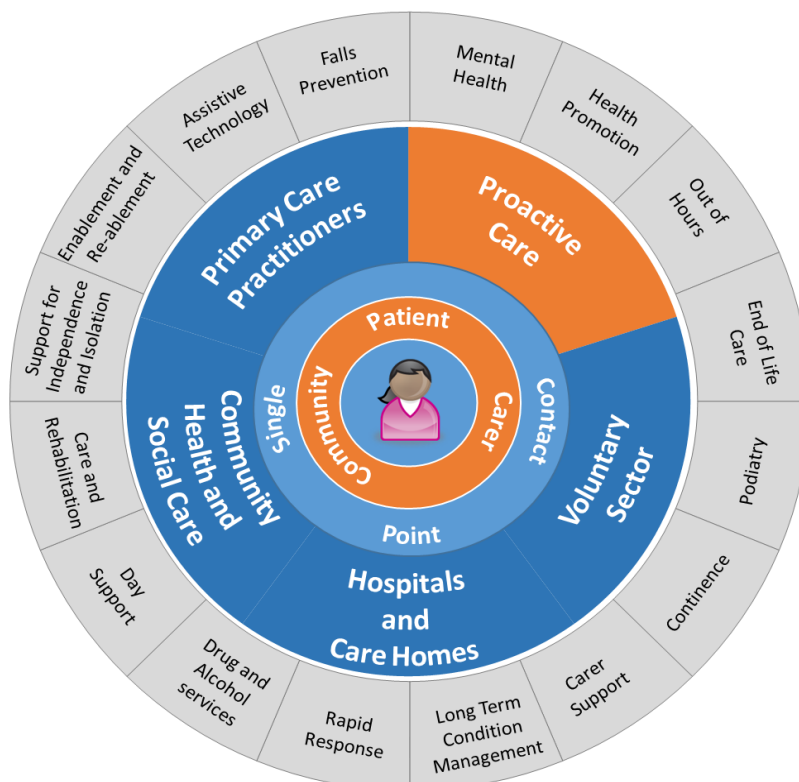 Falls
Prevention
Mental
Health
Health
Promotion
Out of
Hours
End of Life
Care
Podiatry
Continence
Carer
Support
Long Term
Condition
Management
Rapid
Response
Drug and
Alcohol
services
Day
Support
Care and
Rehabilitation
Support for
Independence
and Isolation
Enablement and
Re-ablement
Assistive
Technology
Primary Care
Practitioners
Proactive
Care
Voluntary
Sector
Hospitals
and
Care Homes
Community
Health and
Social Care
Single
Point
Contact
Patient
Carer
Community